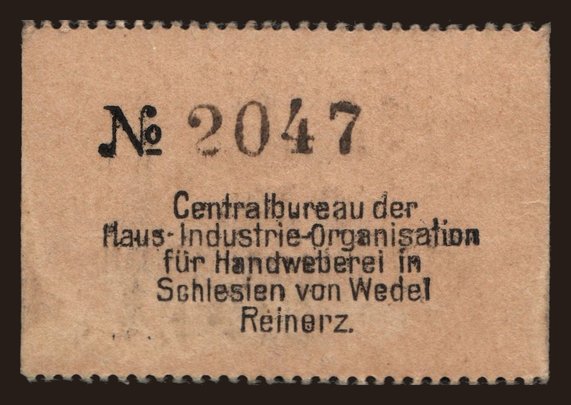 № 2047
Centralbureau der
Haus-Industrie-Organisation
für Handweberei in
Schlesien von Wedel
Reinerz.